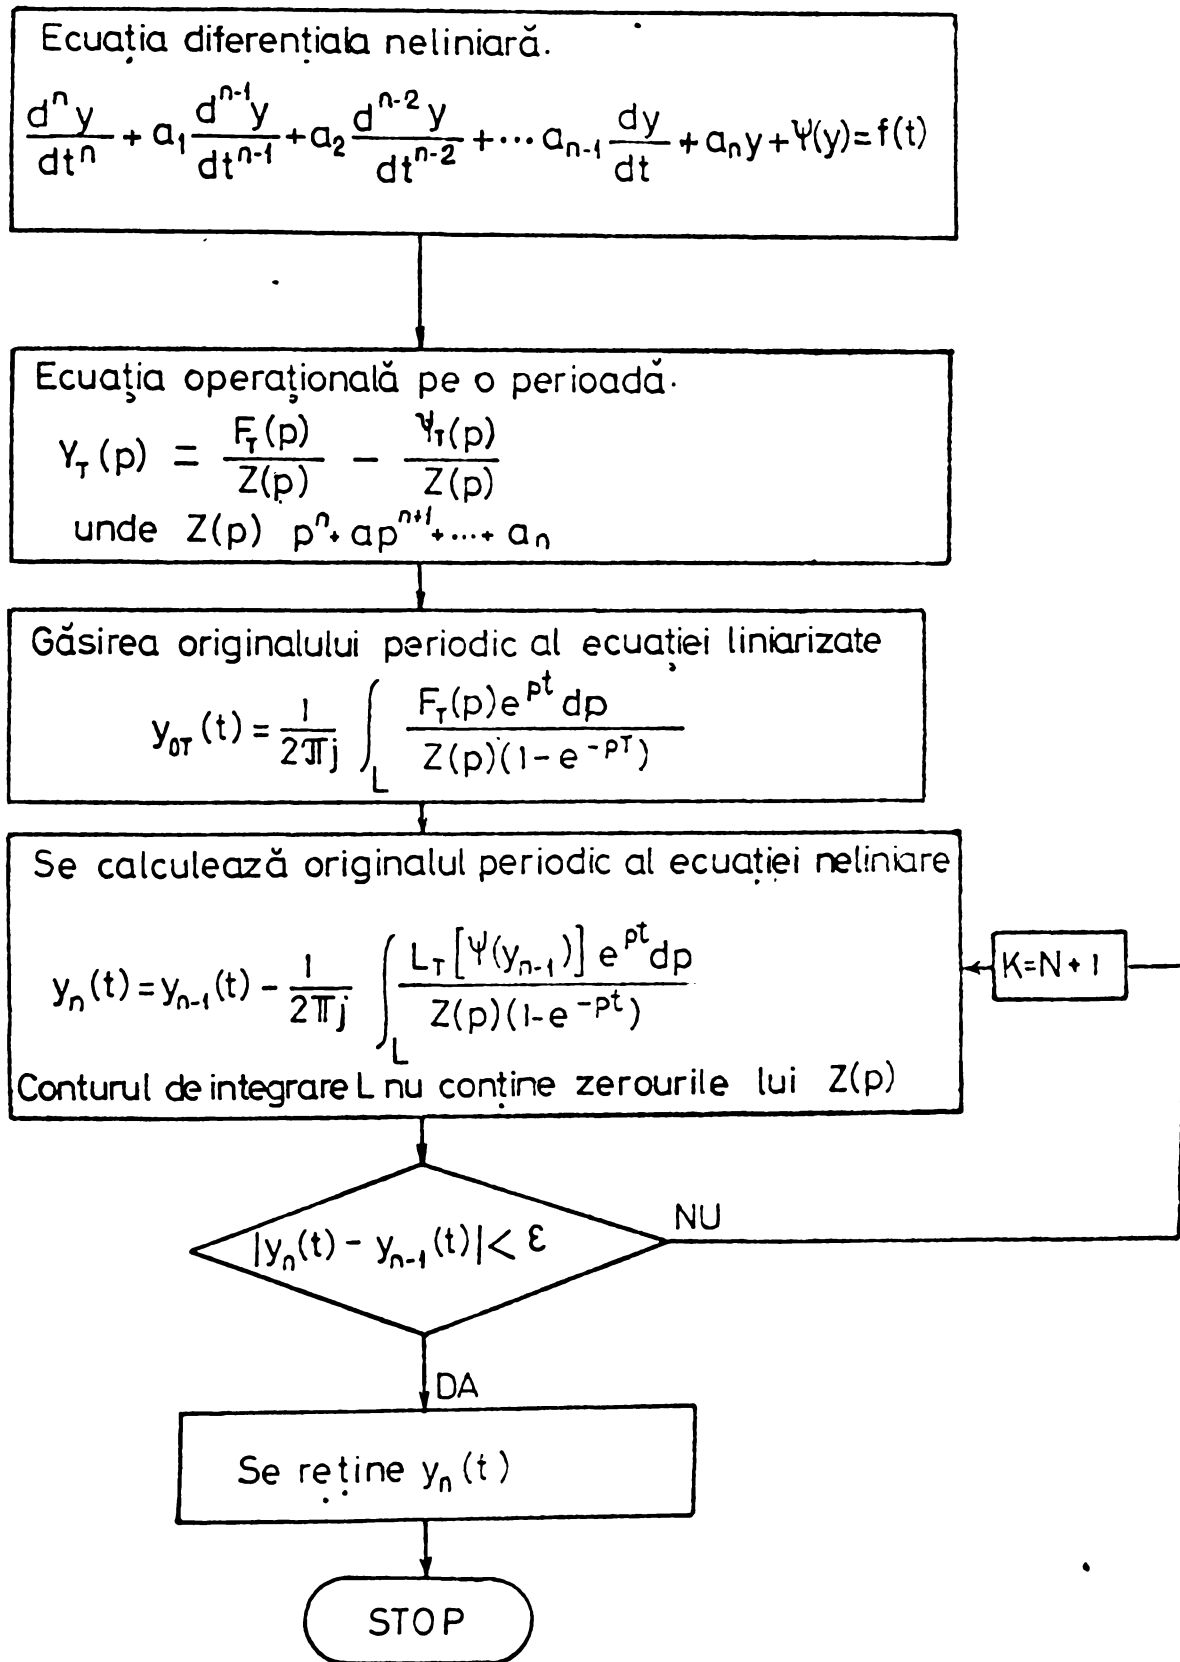 Ecuația diferențiala neliniară.
d^n y/dt^n + a_1 d^{n-1}y/dt^{n-1} + a_2 d^{n-2}y/dt^{n-2} + ... a_{n-1} dy/dt + a_n y + Ψ(y) = f(t)
Ecuația operațională pe o perioadă.
Y_T(p) = F_T(p)/Z(p) - Ψ_T(p)/Z(p)
unde Z(p) p^n + ap^{n+1} + ... + a_n
Găsirea originalului periodic al ecuației liniarizate
y_{0T}(t) = 1/2πj ∫_L F_T(p)e^{pt} dp / Z(p)(1-e^{-pT})
Se calculează originalul periodic al ecuației neliniare
y_n(t) = y_{n-1}(t) - 1/2πj ∫_L L_T[Ψ(y_{n-1})] e^{pt} dp / Z(p)(1-e^{-pt})
K=N+1
Conturul de integrare L nu conține zerourile lui Z(p)
|y_n(t) - y_{n-1}(t)| < ε
NU
DA
Se reține y_n(t)
STOP